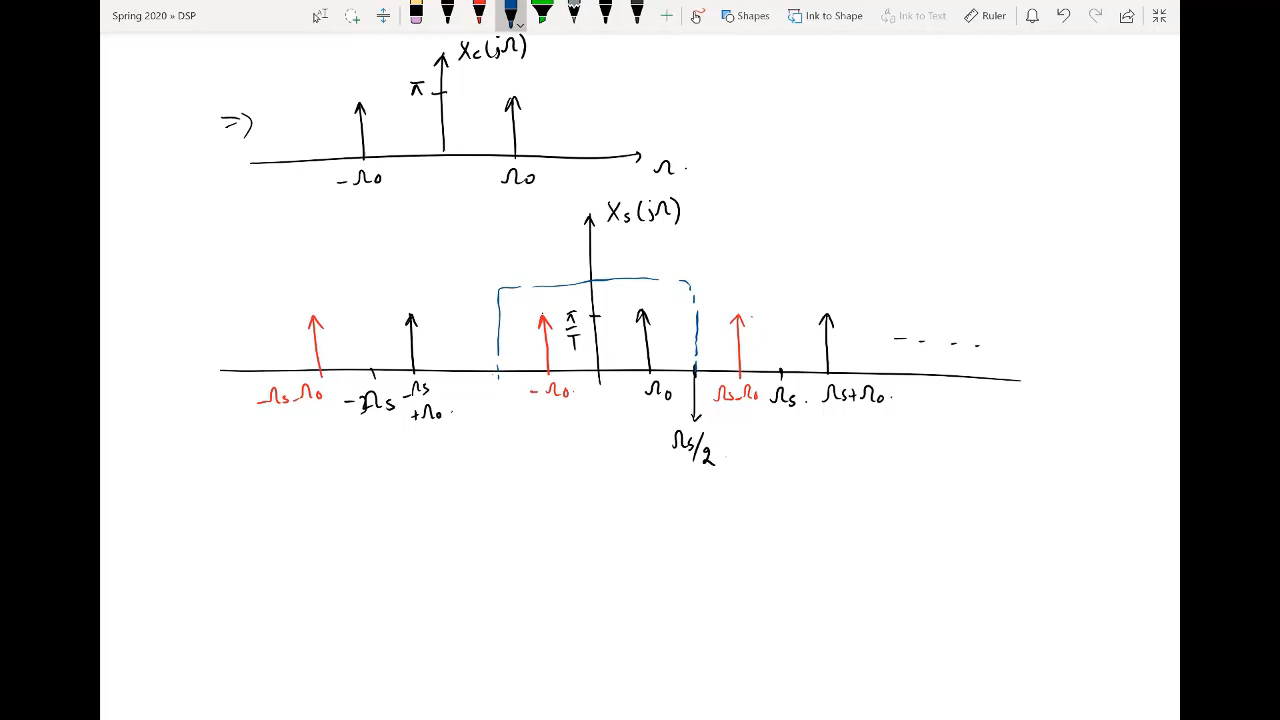 Spring 2020 » DSP
Shapes
Ink to Shape
Ink to Text
Ruler
Xc(jΩ)
π
=>
-Ω0
Ω0
Ω
Xs(jΩ)
π/T
-Ωs-Ω0
-Ωs
-Ωs
+Ω0
-Ω0
Ω0
Ωs-Ω0
Ωs
Ωs+Ω0
Ωs/2